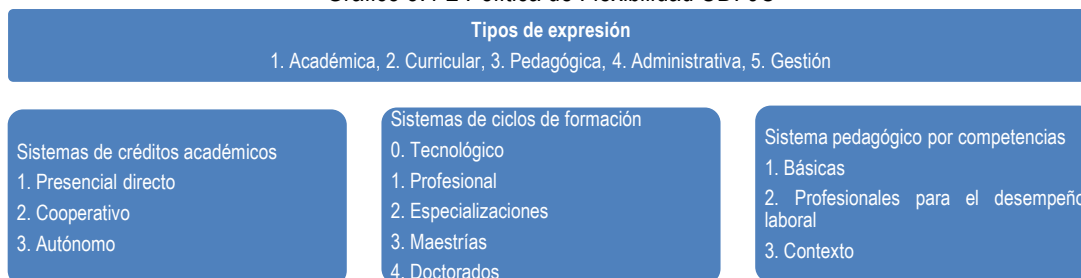 Tipos de expresión
1. Académica, 2. Curricular, 3. Pedagógica, 4. Administrativa, 5. Gestión
Sistemas de créditos académicos
1. Presencial directo
2. Cooperativo
3. Autónomo
Sistemas de ciclos de formación
0. Tecnológico
1. Profesional
2. Especializaciones
3. Maestrías
4. Doctorados
Sistema pedagógico por competencias
1. Básicas
2. Profesionales para el desempeño
laboral
3. Contexto